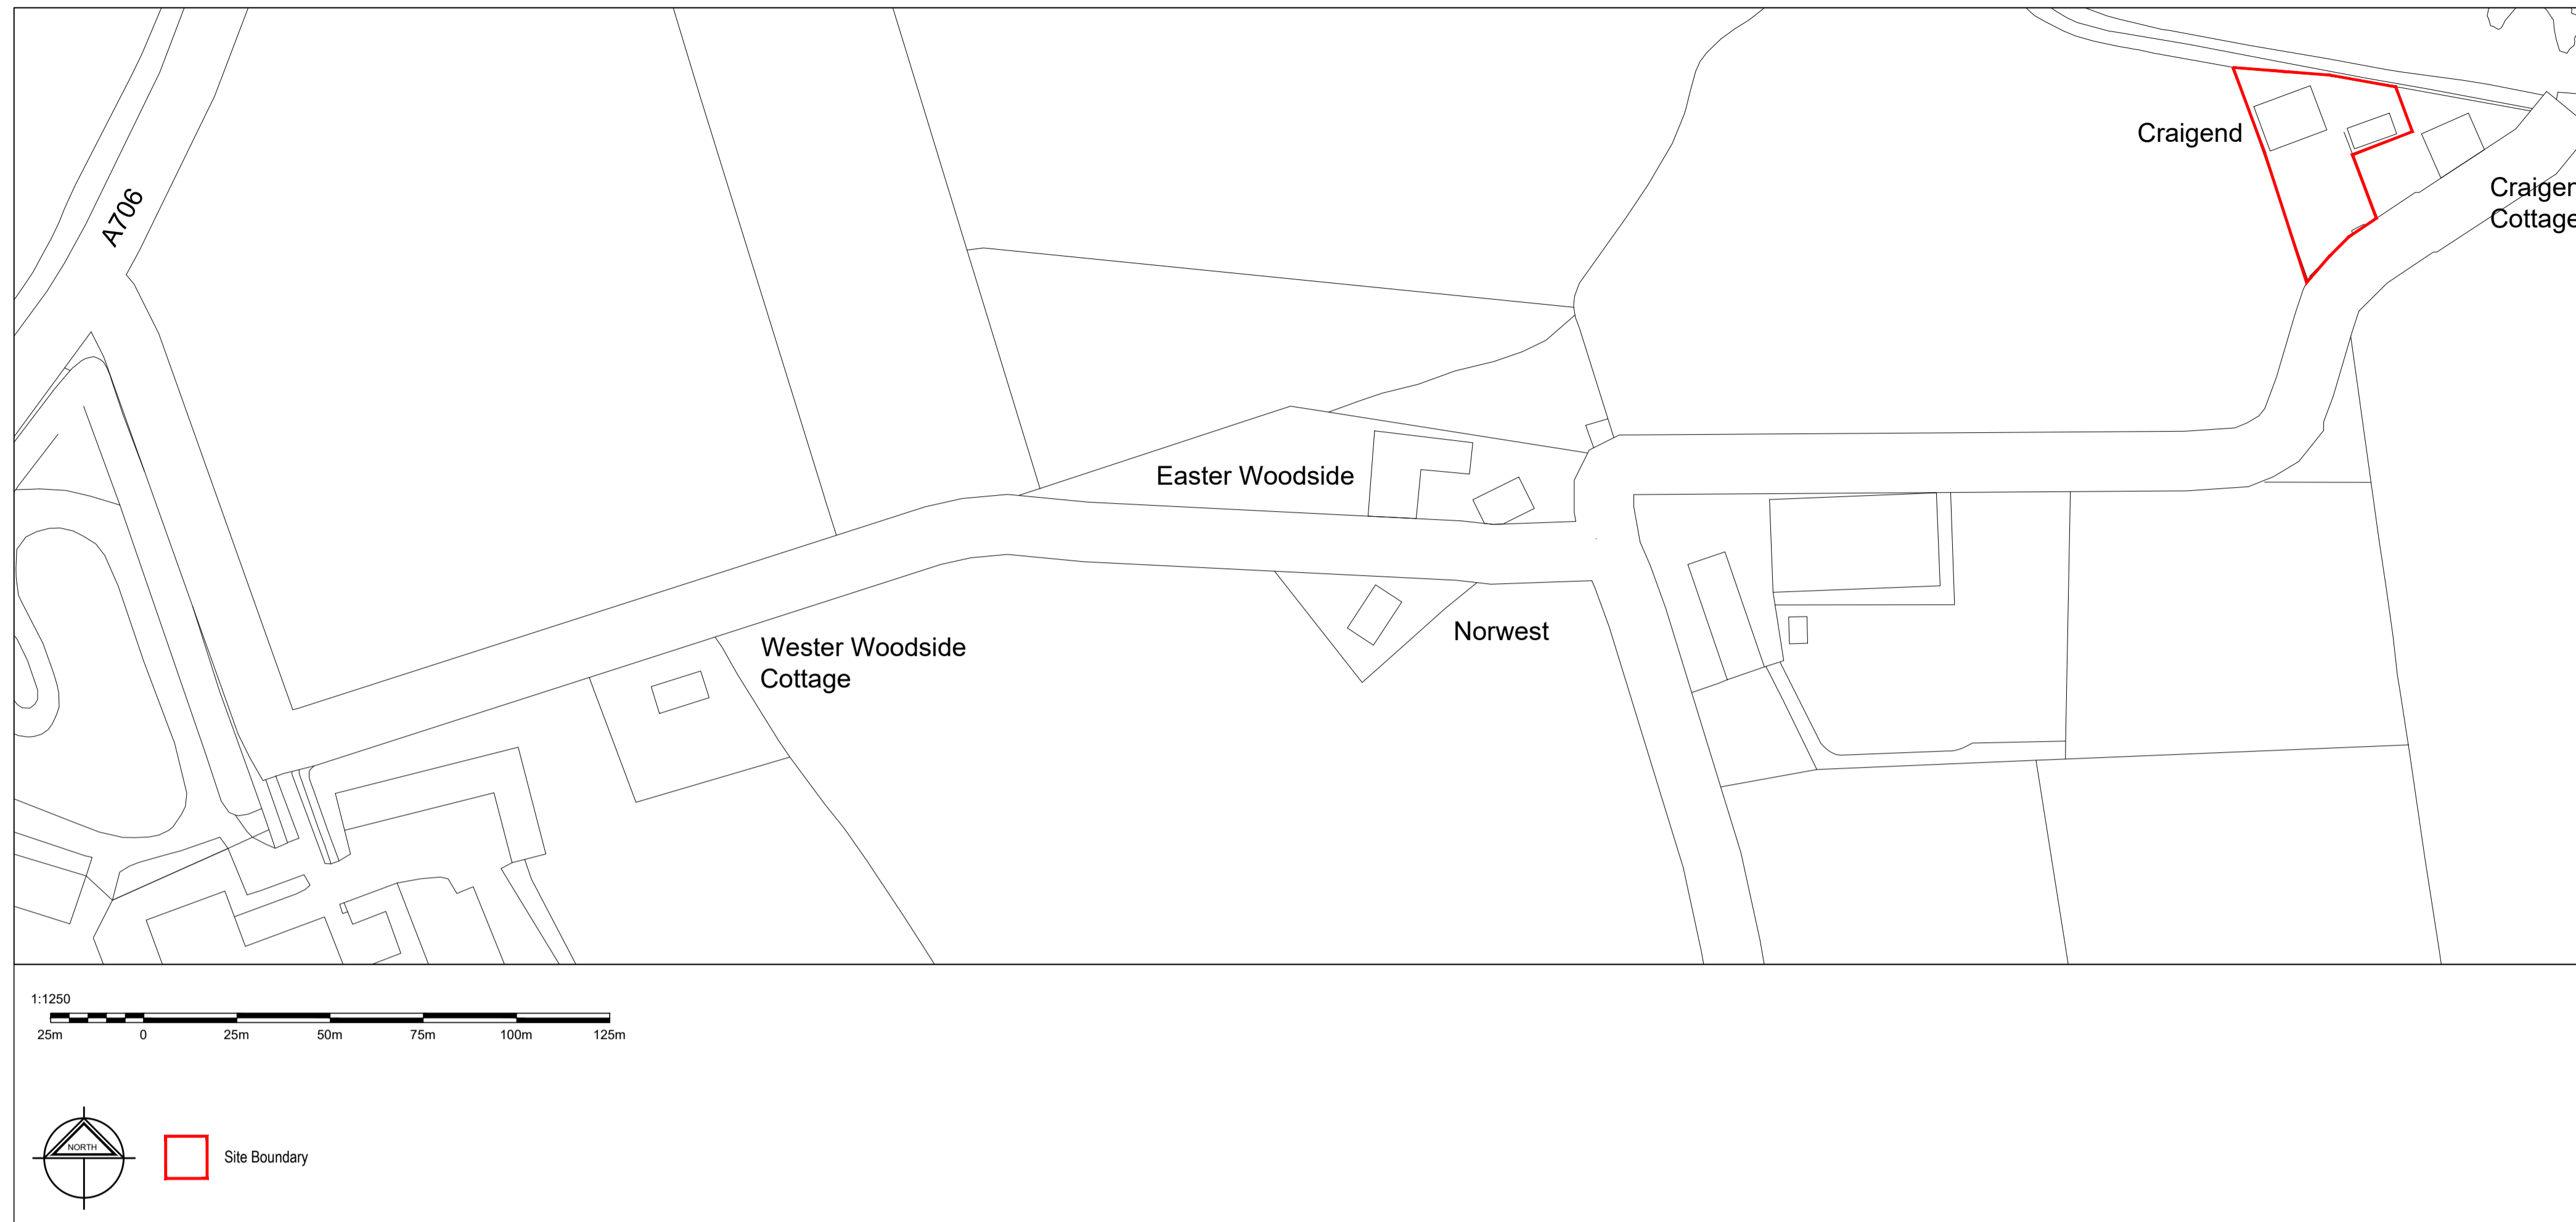 A706
Craigend
Cottage
Easter Woodside
Norwest
Wester Woodside
Cottage
1:1250
25m 0 25m 50m 75m 100m 125m
NORTH
Site Boundary